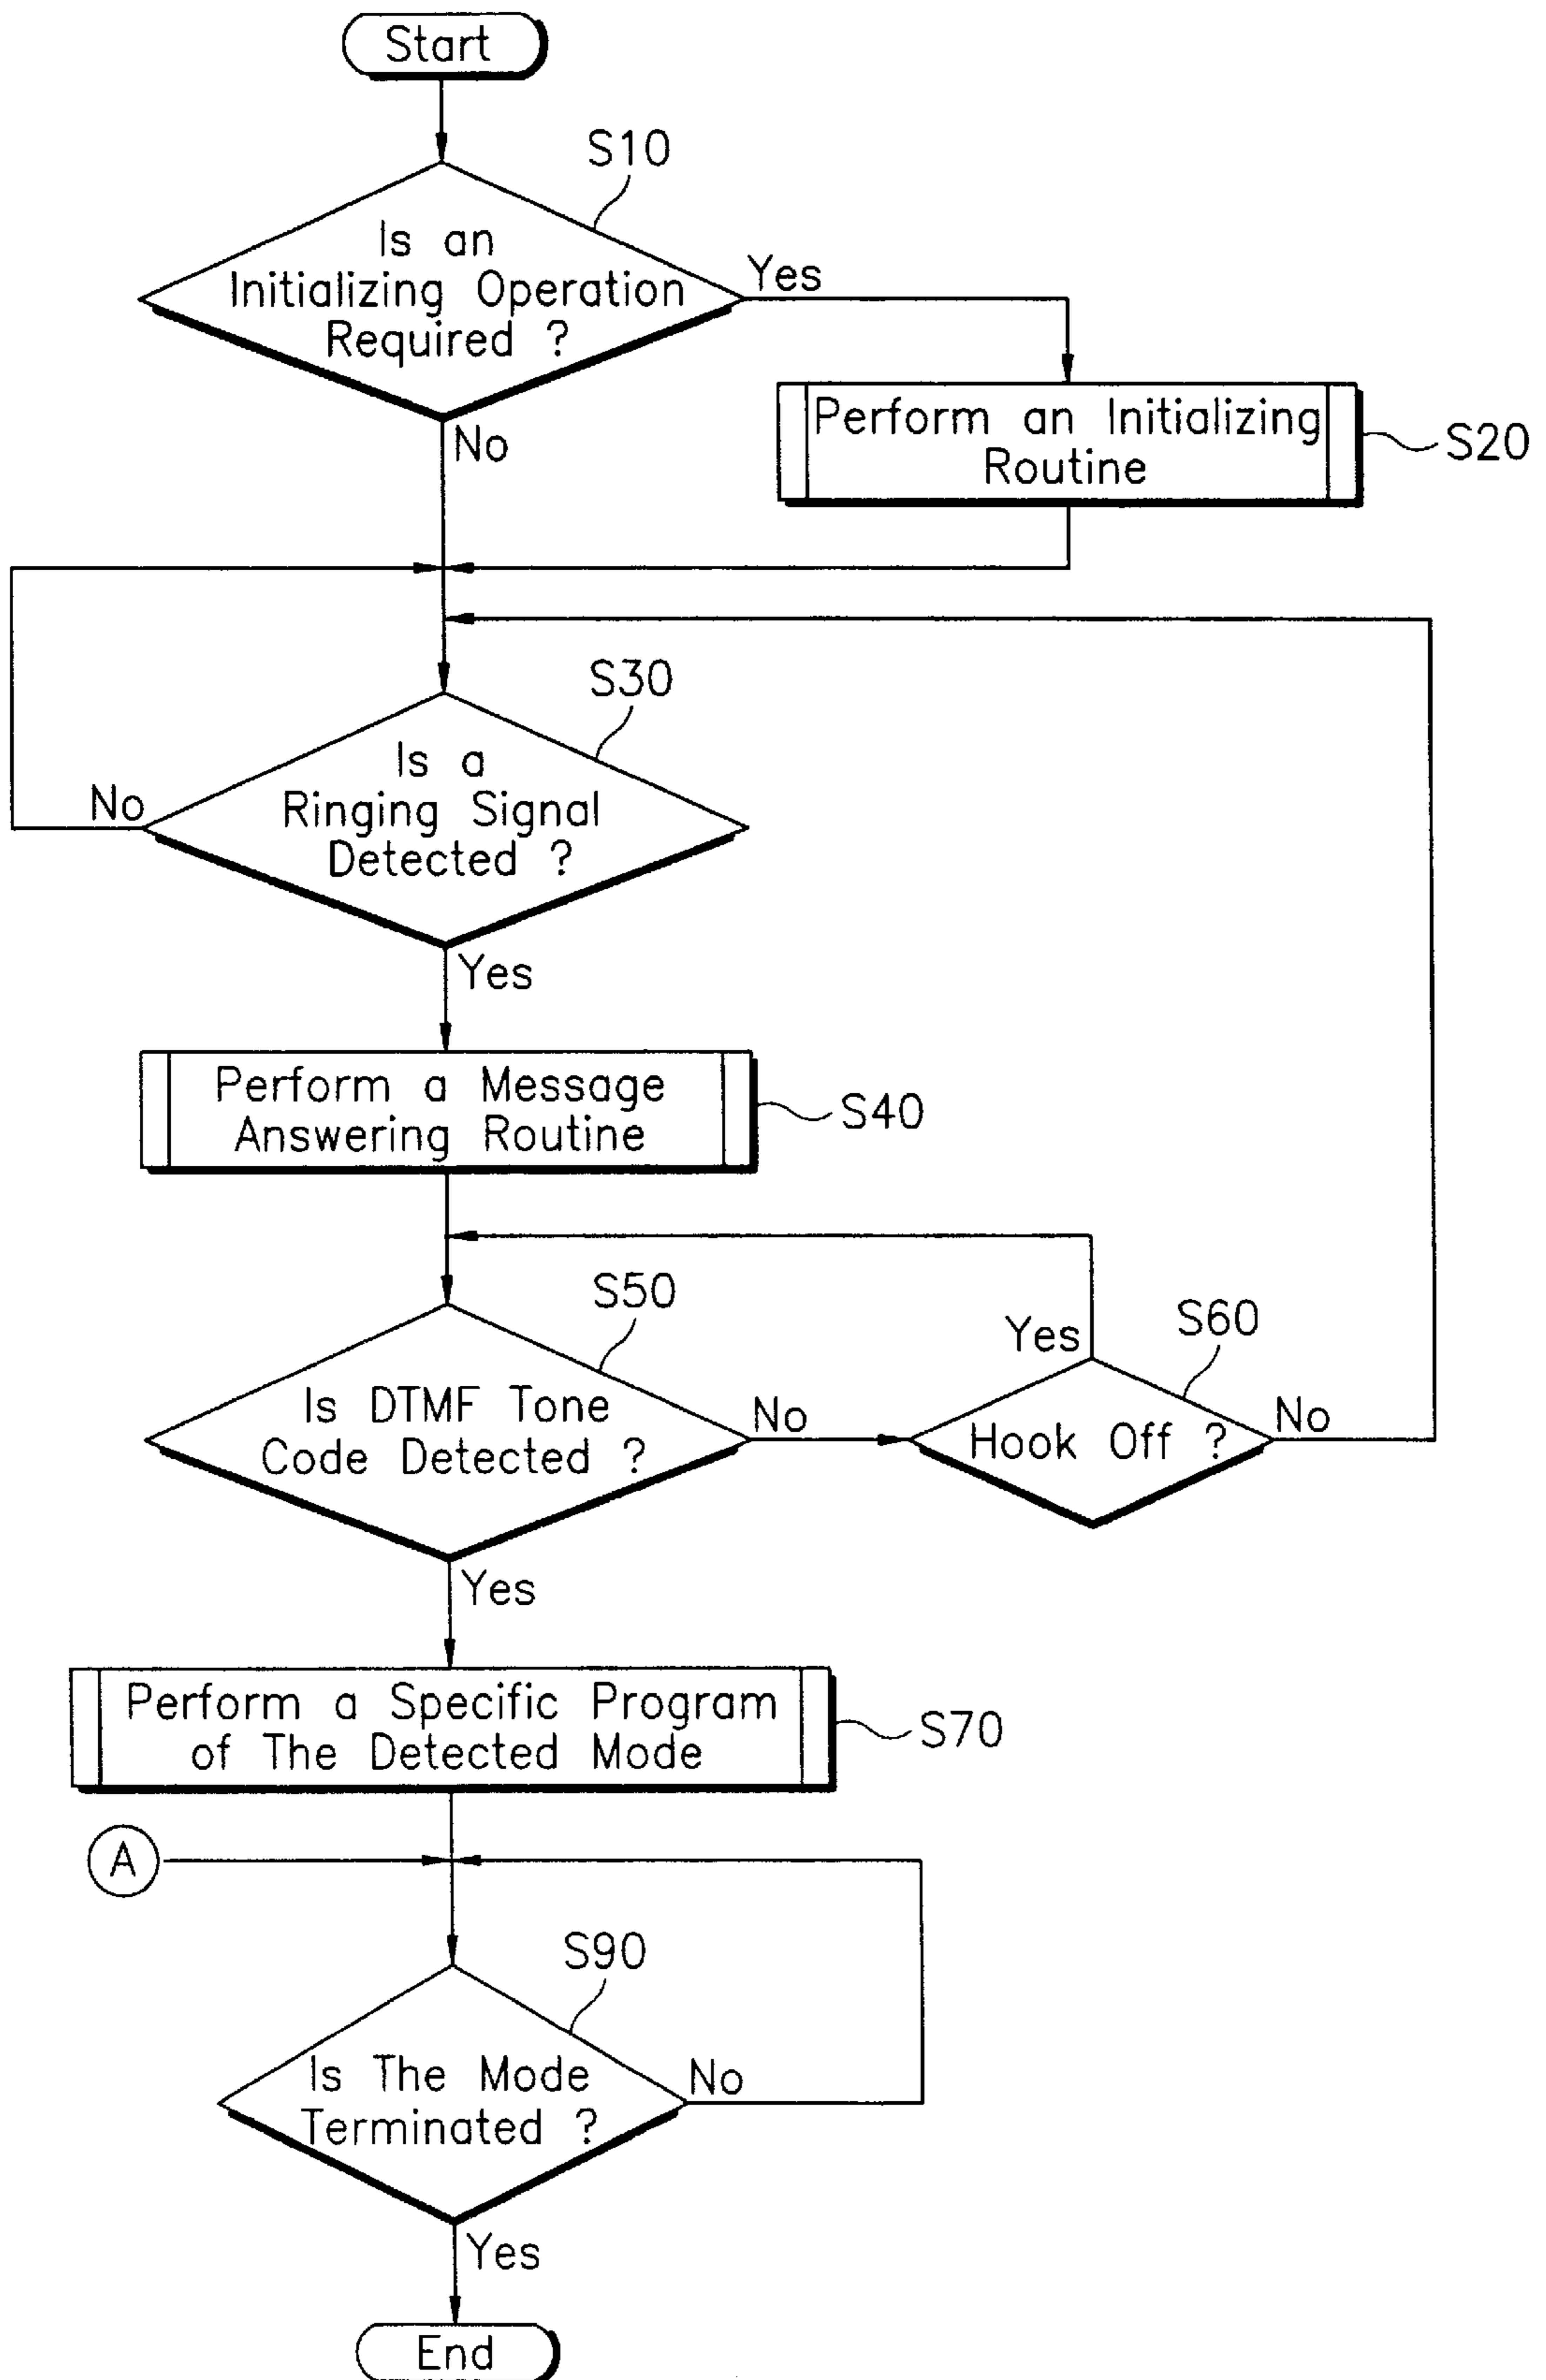 Start
S10
Is an
Initializing Operation
Required ?
Yes
No
Perform an Initializing
Routine
S20
S30
Is a
Ringing Signal
Detected ?
No
Yes
Perform a Message
Answering Routine
S40
S50
Is DTMF Tone
Code Detected ?
No
Yes
S60
Hook Off ?
No
Yes
Perform a Specific Program
of The Detected Mode
S70
A
S90
Is The Mode
Terminated ?
No
Yes
End